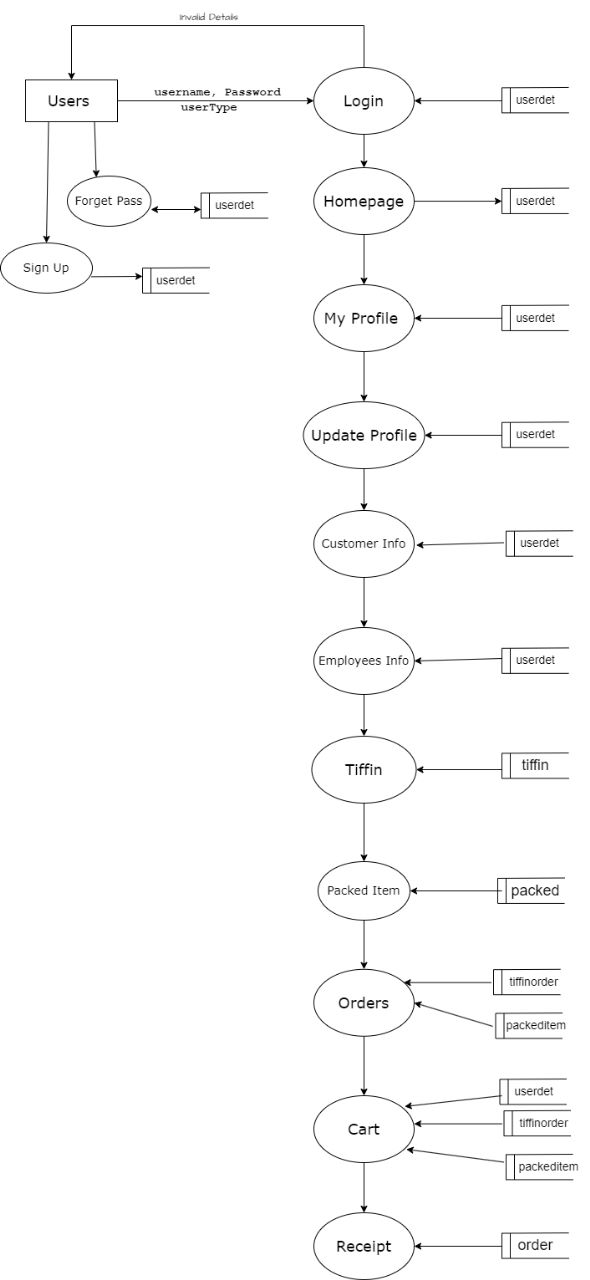 Invalid Details
Users
username, Password
userType
Login
userdet
Forget Pass
userdet
Homepage
userdet
Sign Up
userdet
My Profile
userdet
Update Profile
userdet
Customer Info
userdet
Employees Info
userdet
Tiffin
tiffin
Packed Item
packed
Orders
tiffinorder
packeditem
Cart
userdet
tiffinorder
packeditem
Receipt
order